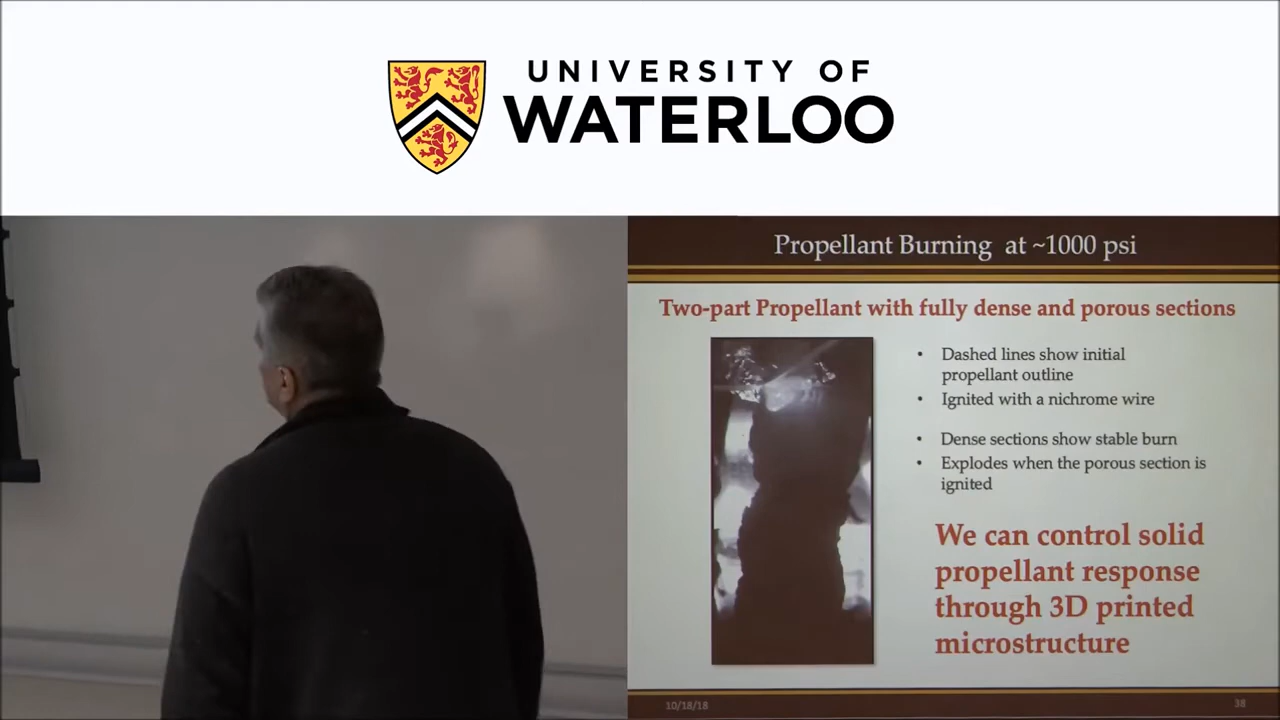 UNIVERSITY OF
WATERLOO
Propellant Burning at ~1000 psi
Two-part Propellant with fully dense and porous sections
• Dashed lines show initial
propellant outline
• Ignited with a nichrome wire
• Dense sections show stable burn
• Explodes when the porous section is
ignited
We can control solid
propellant response
through 3D printed
microstructure
10/18/18
38